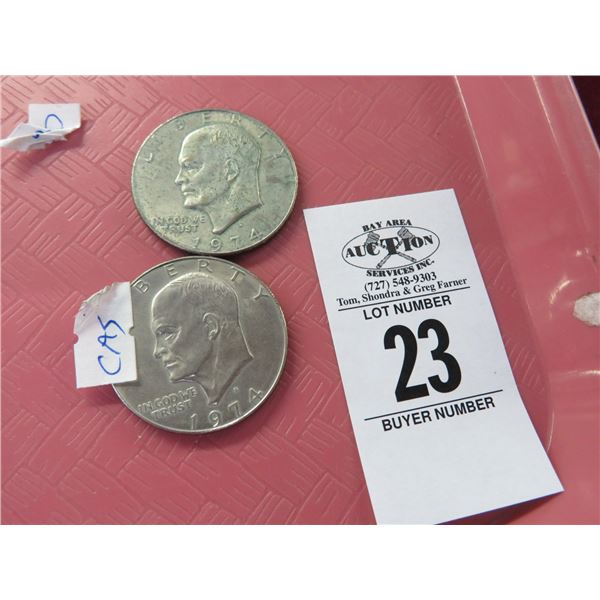 LIBERTY
IN GOD WE
TRUST
1974
BERTY
IN GOD WE
TRUST
1974
CAS
BAY AREA
AUCTION
SERVICES INC.
(727) 548-9303
Tom, Shondra & Greg Farner
LOT NUMBER
23
BUYER NUMBER